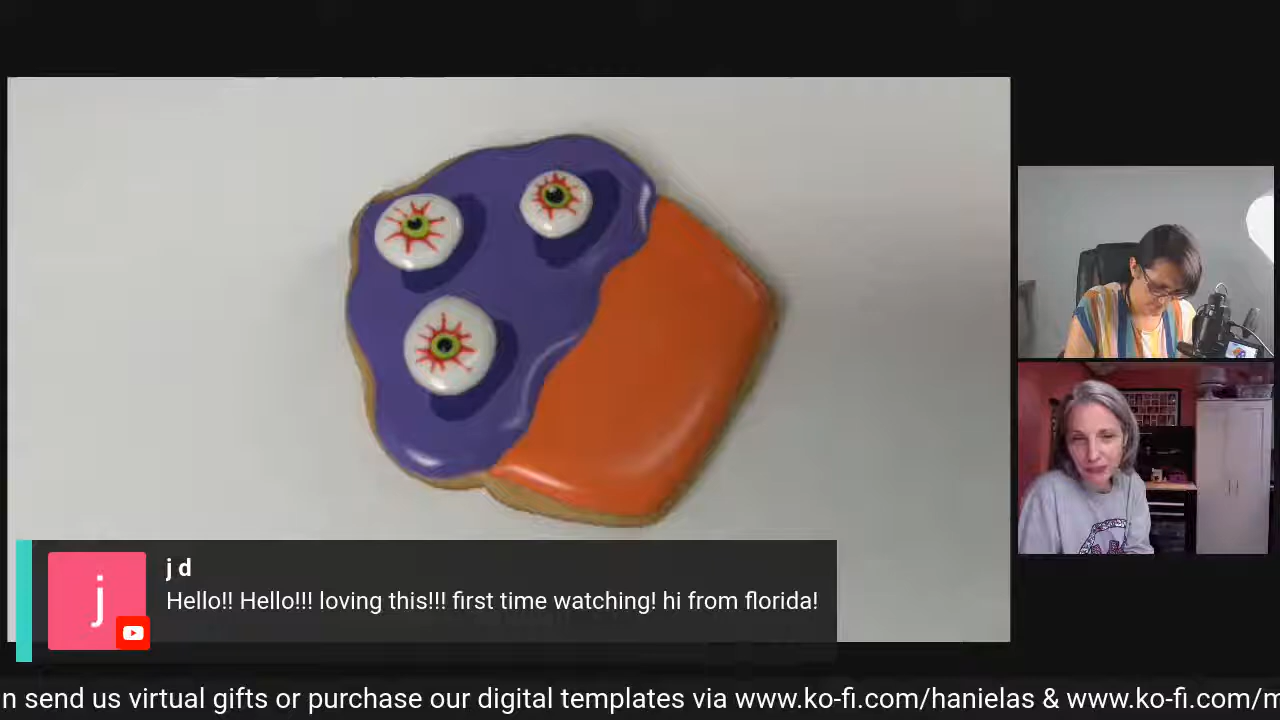 j d
j
Hello!! Hello!!! loving this!!! first time watching! hi from florida!
n send us virtual gifts or purchase our digital templates via www.ko-fi.com/hanielas & www.ko-fi.com/m